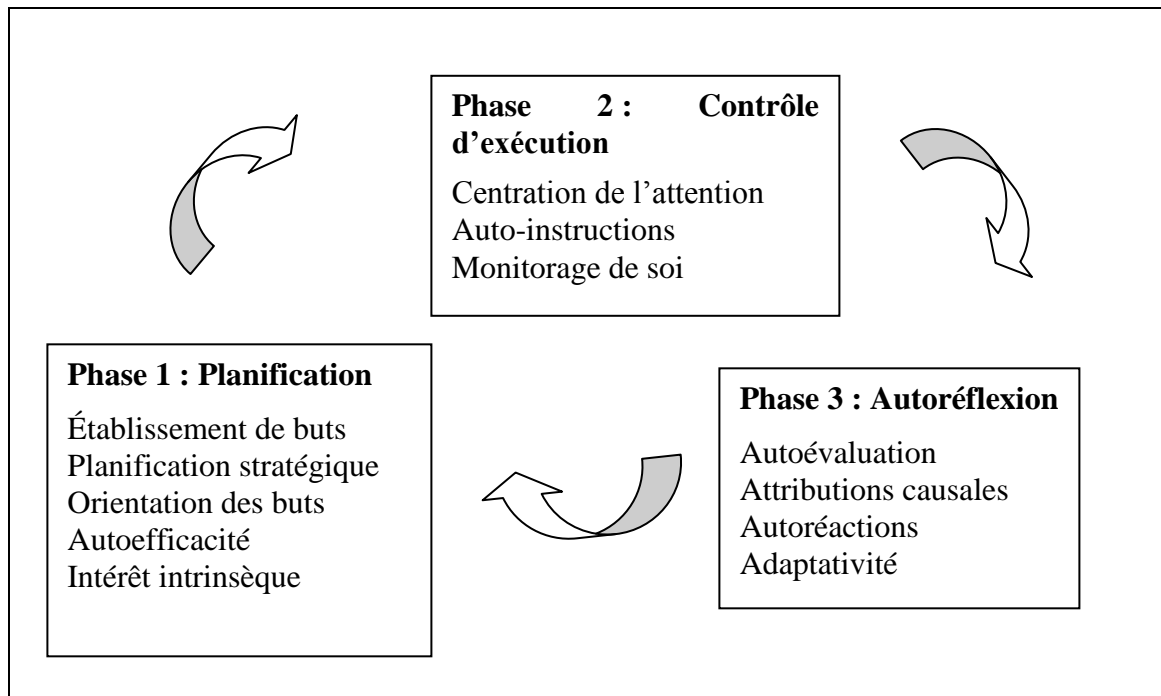 Phase 2 : Contrôle
d’exécution
Centration de l’attention
Auto-instructions
Monitorage de soi
Phase 1 : Planification
Établissement de buts
Planification stratégique
Orientation des buts
Autoefficacité
Intérêt intrinsèque
Phase 3 : Autoréflexion
Autoévaluation
Attributions causales
Autoréactions
Adaptativité